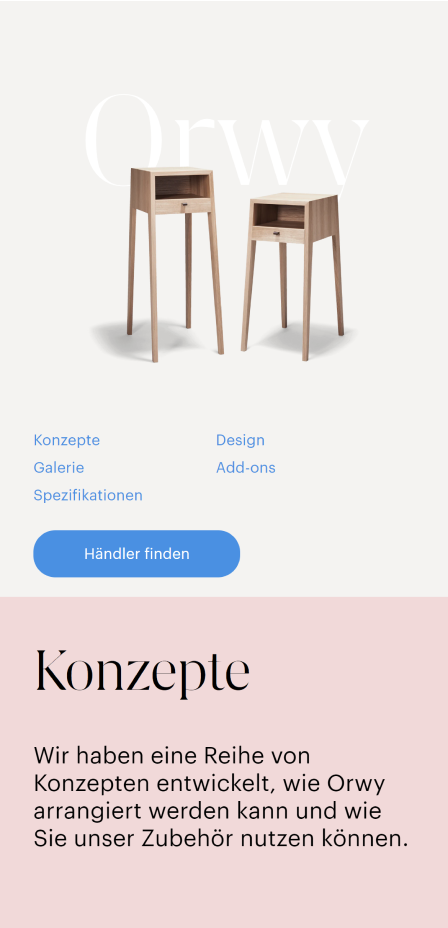 Orwy
Konzepte
Design
Galerie
Add-ons
Spezifikationen
Händler finden
Konzepte
Wir haben eine Reihe von
Konzepten entwickelt, wie Orwy
arrangiert werden kann und wie
Sie unser Zubehör nutzen können.